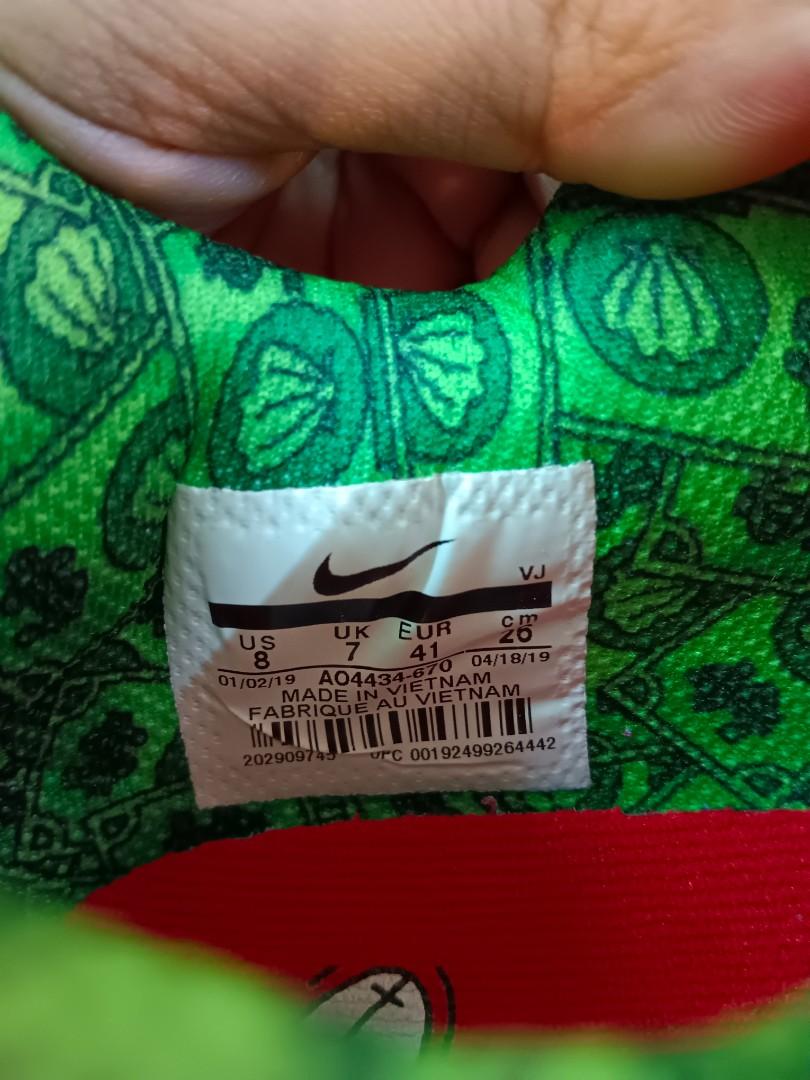 VJ
US UK EUR cm
8 7 41 26
01/02/19 AO4434-670 04/18/19
MADE IN VIETNAM
FABRIQUE AU VIETNAM
202909745 UPC 00192499264442